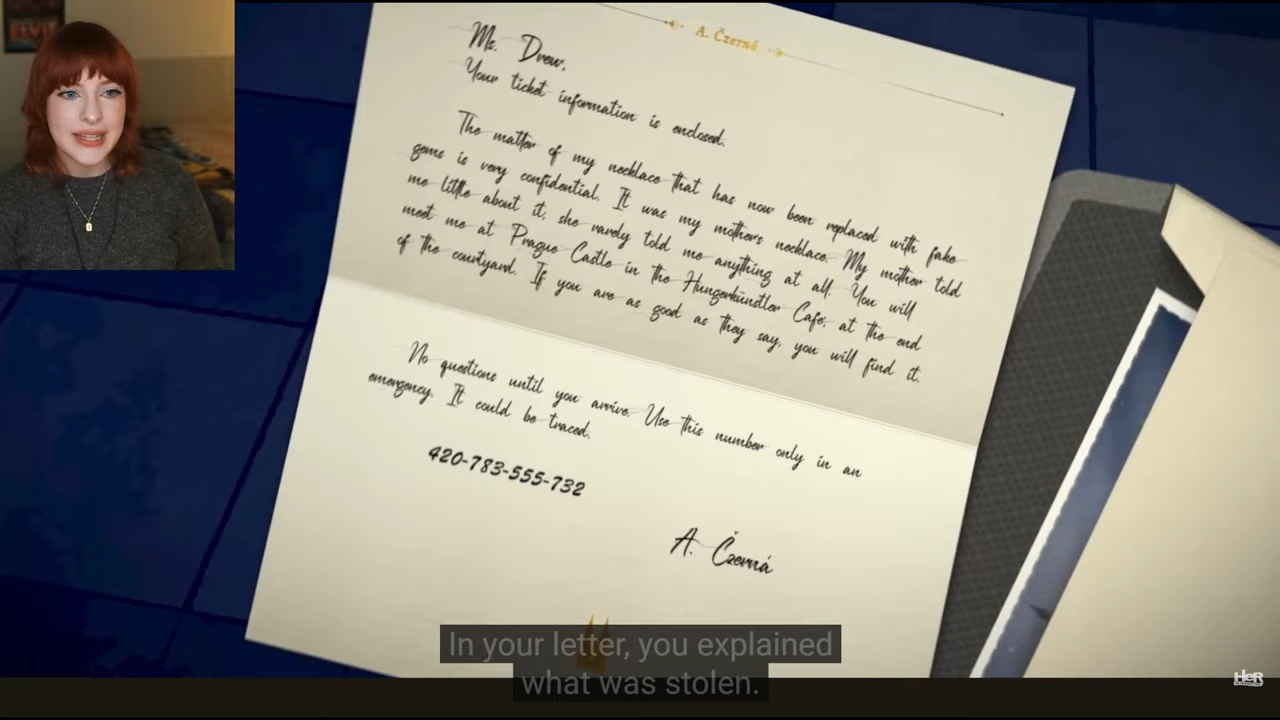 A. Čzerná
Ms. Drew,
Your ticket information is enclosed.
The matter of my necklace that has now been replaced with fake
gems is very confidential. It was my mother's necklace. My mother told
me little about it, she rarely told me anything at all. You will
meet me at Prague Castle in the Hungerkünstler Café, at the end
of the courtyard. If you are as good as they say, you will find it.
No questions until you arrive. Use this number only in an
emergency. It could be traced.
420-783-555-732
A. Čzerná
In your letter, you explained
what was stolen.
HeR